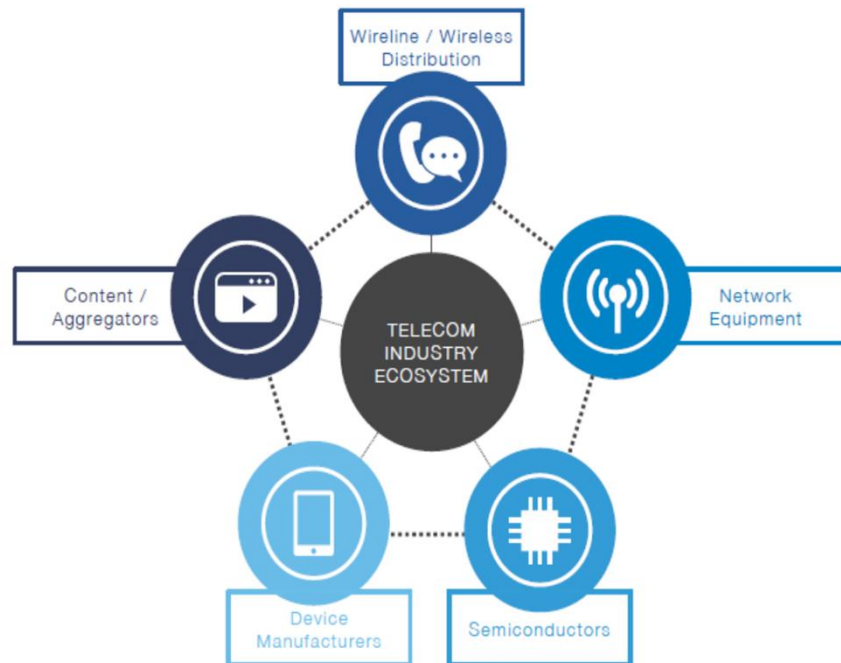 Wireline / Wireless
Distribution
Content /
Aggregators
TELECOM
INDUSTRY
ECOSYSTEM
Network
Equipment
Device
Manufacturers
Semiconductors